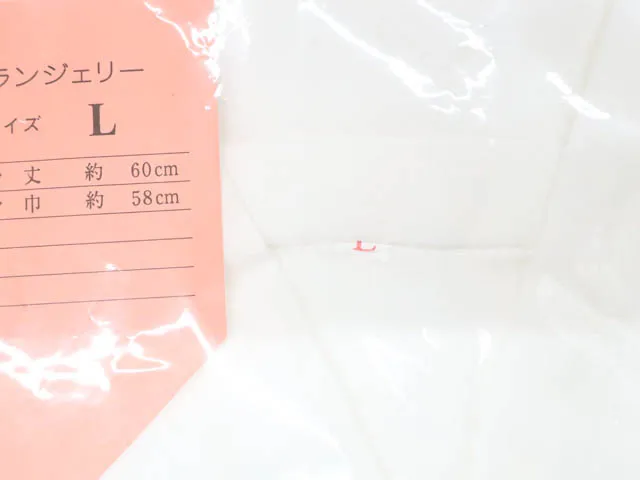 ランジェリー
イズ L
丈 約 60cm
巾 約 58cm
L